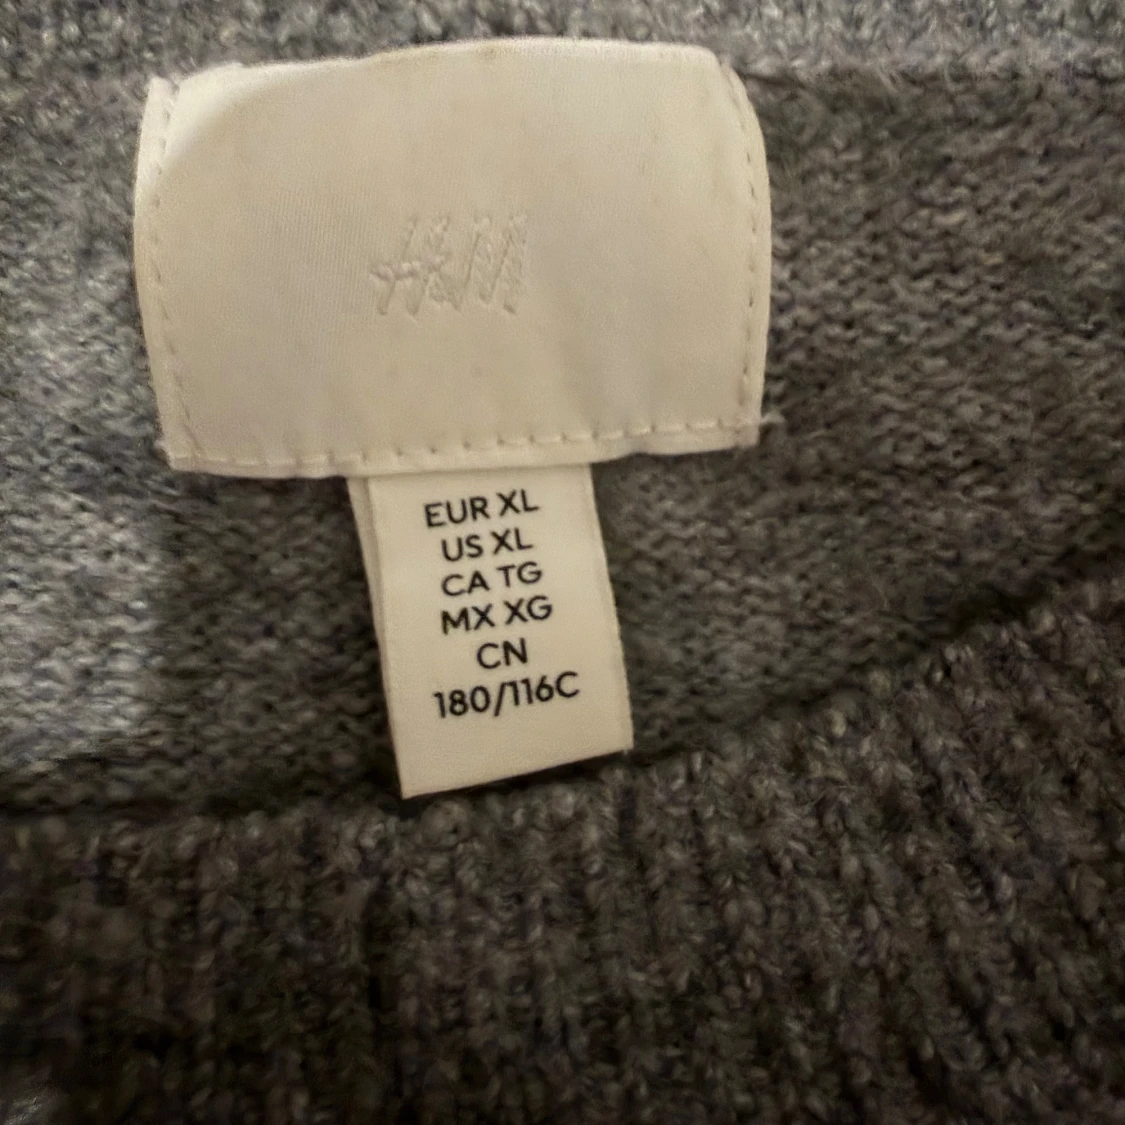 H&M
EUR XL
US XL
CA TG
MX XG
CN
180/116C